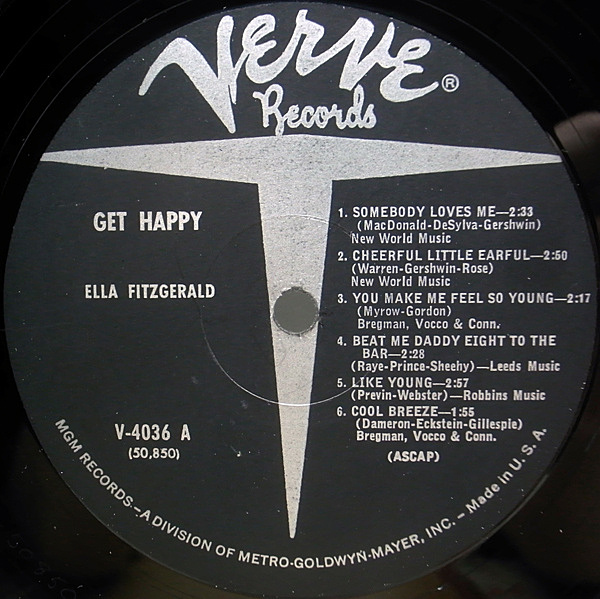 VERVE®
Records
GET HAPPY
ELLA FITZGERALD
1. SOMEBODY LOVES ME—2:33
(MacDonald-DeSylva-Gershwin)
New World Music
2. CHEERFUL LITTLE EARFUL—2:50
(Warren-Gershwin-Rose)
New World Music
3. YOU MAKE ME FEEL SO YOUNG—2:17
(Myrow-Gordon)
Bregman, Vocco & Conn.
4. BEAT ME DADDY EIGHT TO THE
BAR—2:28
(Raye-Prince-Sheehy)—Leeds Music
5. LIKE YOUNG—2:57
(Previn-Webster)—Robbins Music
6. COOL BREEZE—1:55
(Dameron-Eckstein-Gillespie)
Bregman, Vocco & Conn.
(ASCAP)
V-4036 A
(50,850)
MGM RECORDS—A DIVISION OF METRO-GOLDWYN-MAYER, INC. – Made in U. S. A.